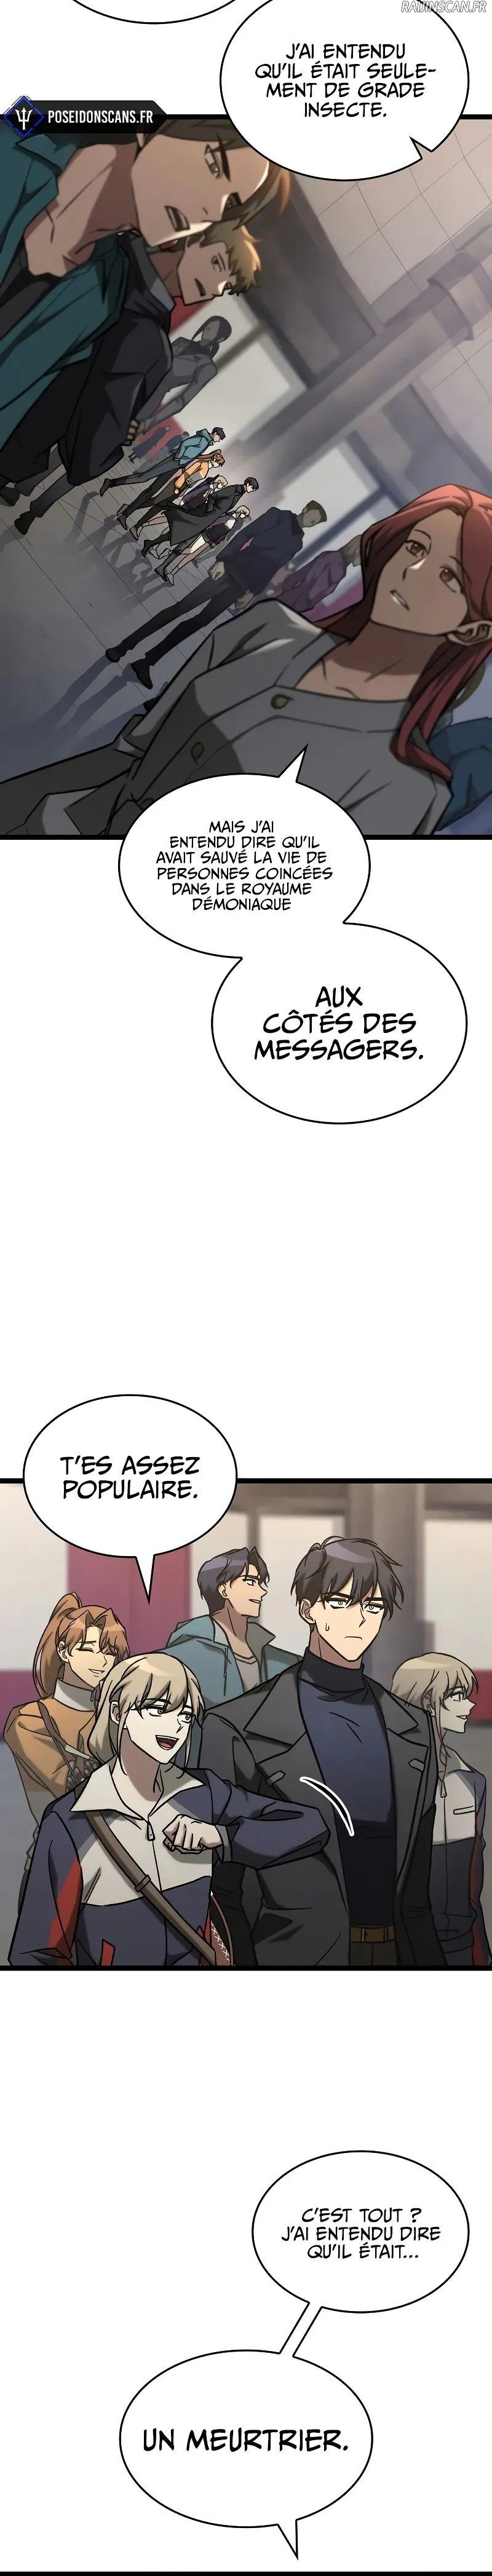 RAIJINSCAN.FR
J'AI ENTENDU
QU'IL ÉTAIT SEULE-
MENT DE GRADE
INSECTE.
POSEIDONSCANS.FR
MAIS J'AI
ENTENDU DIRE QU'IL
AVAIT SAUVÉ LA VIE DE
PERSONNES COINCÉES
DANS LE ROYAUME
DÉMONIAQUE
AUX
CÔTÉS DES
MESSAGERS.
T'ES ASSEZ
POPULAIRE.
C'EST TOUT ?
J'AI ENTENDU DIRE
QU'IL ÉTAIT...
UN MEURTRIER.